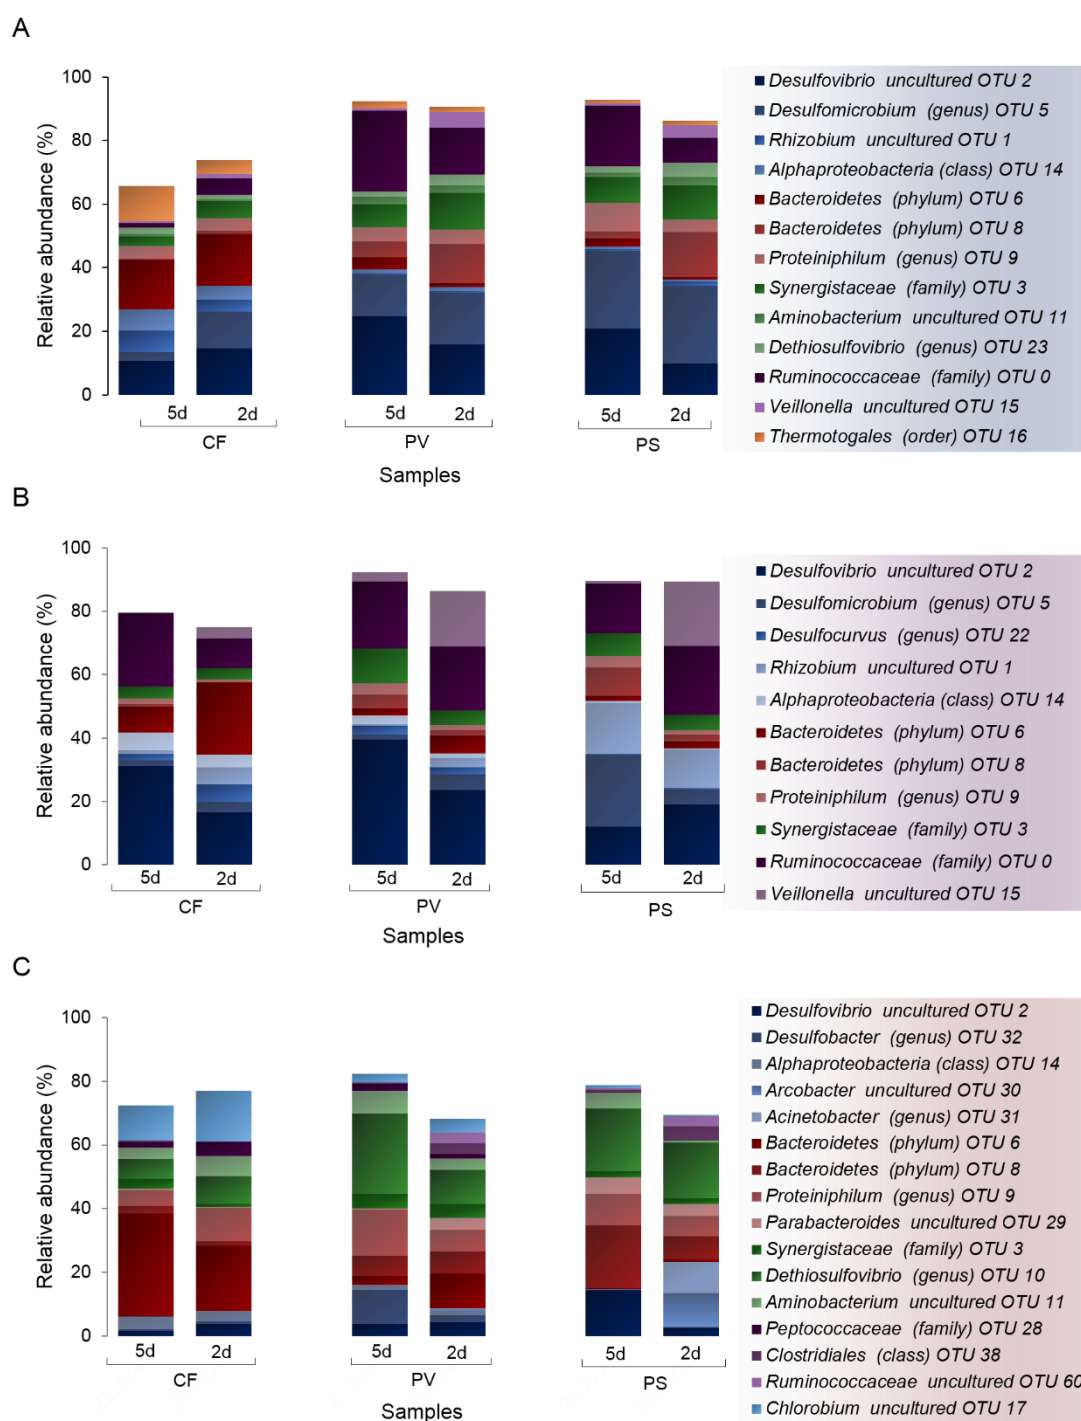 A
Relative abundance (%)
100
80
60
40
20
0
5d 2d 5d 2d 5d 2d
CF PV PS
Samples
Desulfovibrio uncultured OTU 2
Desulfomicrobium (genus) OTU 5
Rhizobium uncultured OTU 1
Alphaproteobacteria (class) OTU 14
Bacteroidetes (phylum) OTU 6
Bacteroidetes (phylum) OTU 8
Proteiniphilum (genus) OTU 9
Synergistaceae (family) OTU 3
Aminobacterium uncultured OTU 11
Dethiosulfovibrio (genus) OTU 23
Ruminococcaceae (family) OTU 0
Veillonella uncultured OTU 15
Thermotogales (order) OTU 16
B
Relative abundance (%)
100
80
60
40
20
0
5d 2d 5d 2d 5d 2d
CF PV PS
Samples
Desulfovibrio uncultured OTU 2
Desulfomicrobium (genus) OTU 5
Desulfocurvus (genus) OTU 22
Rhizobium uncultured OTU 1
Alphaproteobacteria (class) OTU 14
Bacteroidetes (phylum) OTU 6
Bacteroidetes (phylum) OTU 8
Proteiniphilum (genus) OTU 9
Synergistaceae (family) OTU 3
Ruminococcaceae (family) OTU 0
Veillonella uncultured OTU 15
C
Relative abundance (%)
100
80
60
40
20
0
5d 2d 5d 2d 5d 2d
CF PV PS
Samples
Desulfovibrio uncultured OTU 2
Desulfobacter (genus) OTU 32
Alphaproteobacteria (class) OTU 14
Arcobacter uncultured OTU 30
Acinetobacter (genus) OTU 31
Bacteroidetes (phylum) OTU 6
Bacteroidetes (phylum) OTU 8
Proteiniphilum (genus) OTU 9
Parabacteroides uncultured OTU 29
Synergistaceae (family) OTU 3
Dethiosulfovibrio (genus) OTU 10
Aminobacterium uncultured OTU 11
Peptococcaceae (family) OTU 28
Clostridiales (class) OTU 38
Ruminococcaceae uncultured OTU 60
Chlorobium uncultured OTU 17